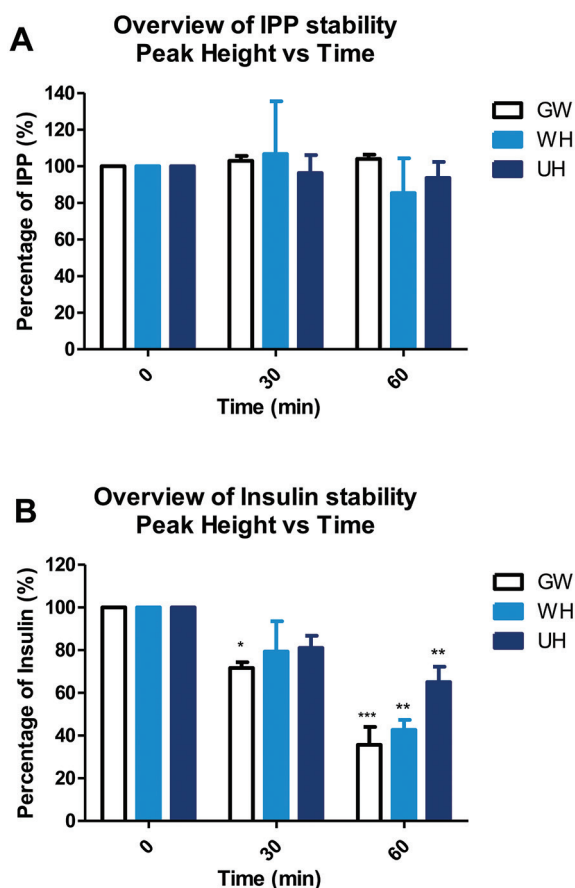 A
Overview of IPP stability
Peak Height vs Time
Percentage of IPP (%)
140
120
100
80
60
40
20
0
0
30
60
Time (min)
GW
WH
UH
B
Overview of Insulin stability
Peak Height vs Time
Percentage of Insulin (%)
120
100
80
60
40
20
0
*
***
**
**
0
30
60
Time (min)
GW
WH
UH